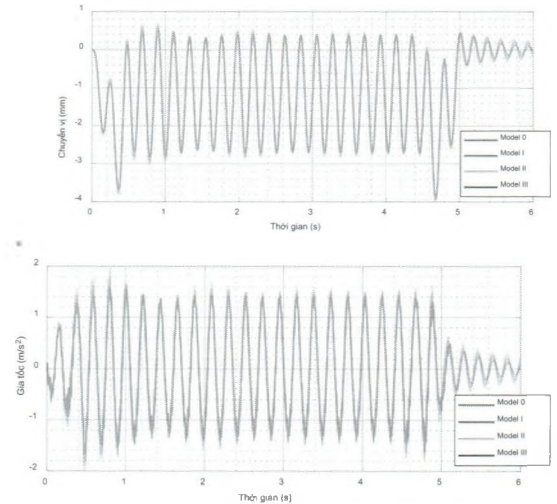 1
0
-1
-2
-3
-4
Chuyển vị (mm)
0 1 2 3 4 5 6
Thời gian (s)
Model 0
Model I
Model II
Model III
2
1
0
-1
-2
Gia tốc (m/s²)
0 1 2 3 4 5 6
Thời gian (s)
Model 0
Model I
Model II
Model III